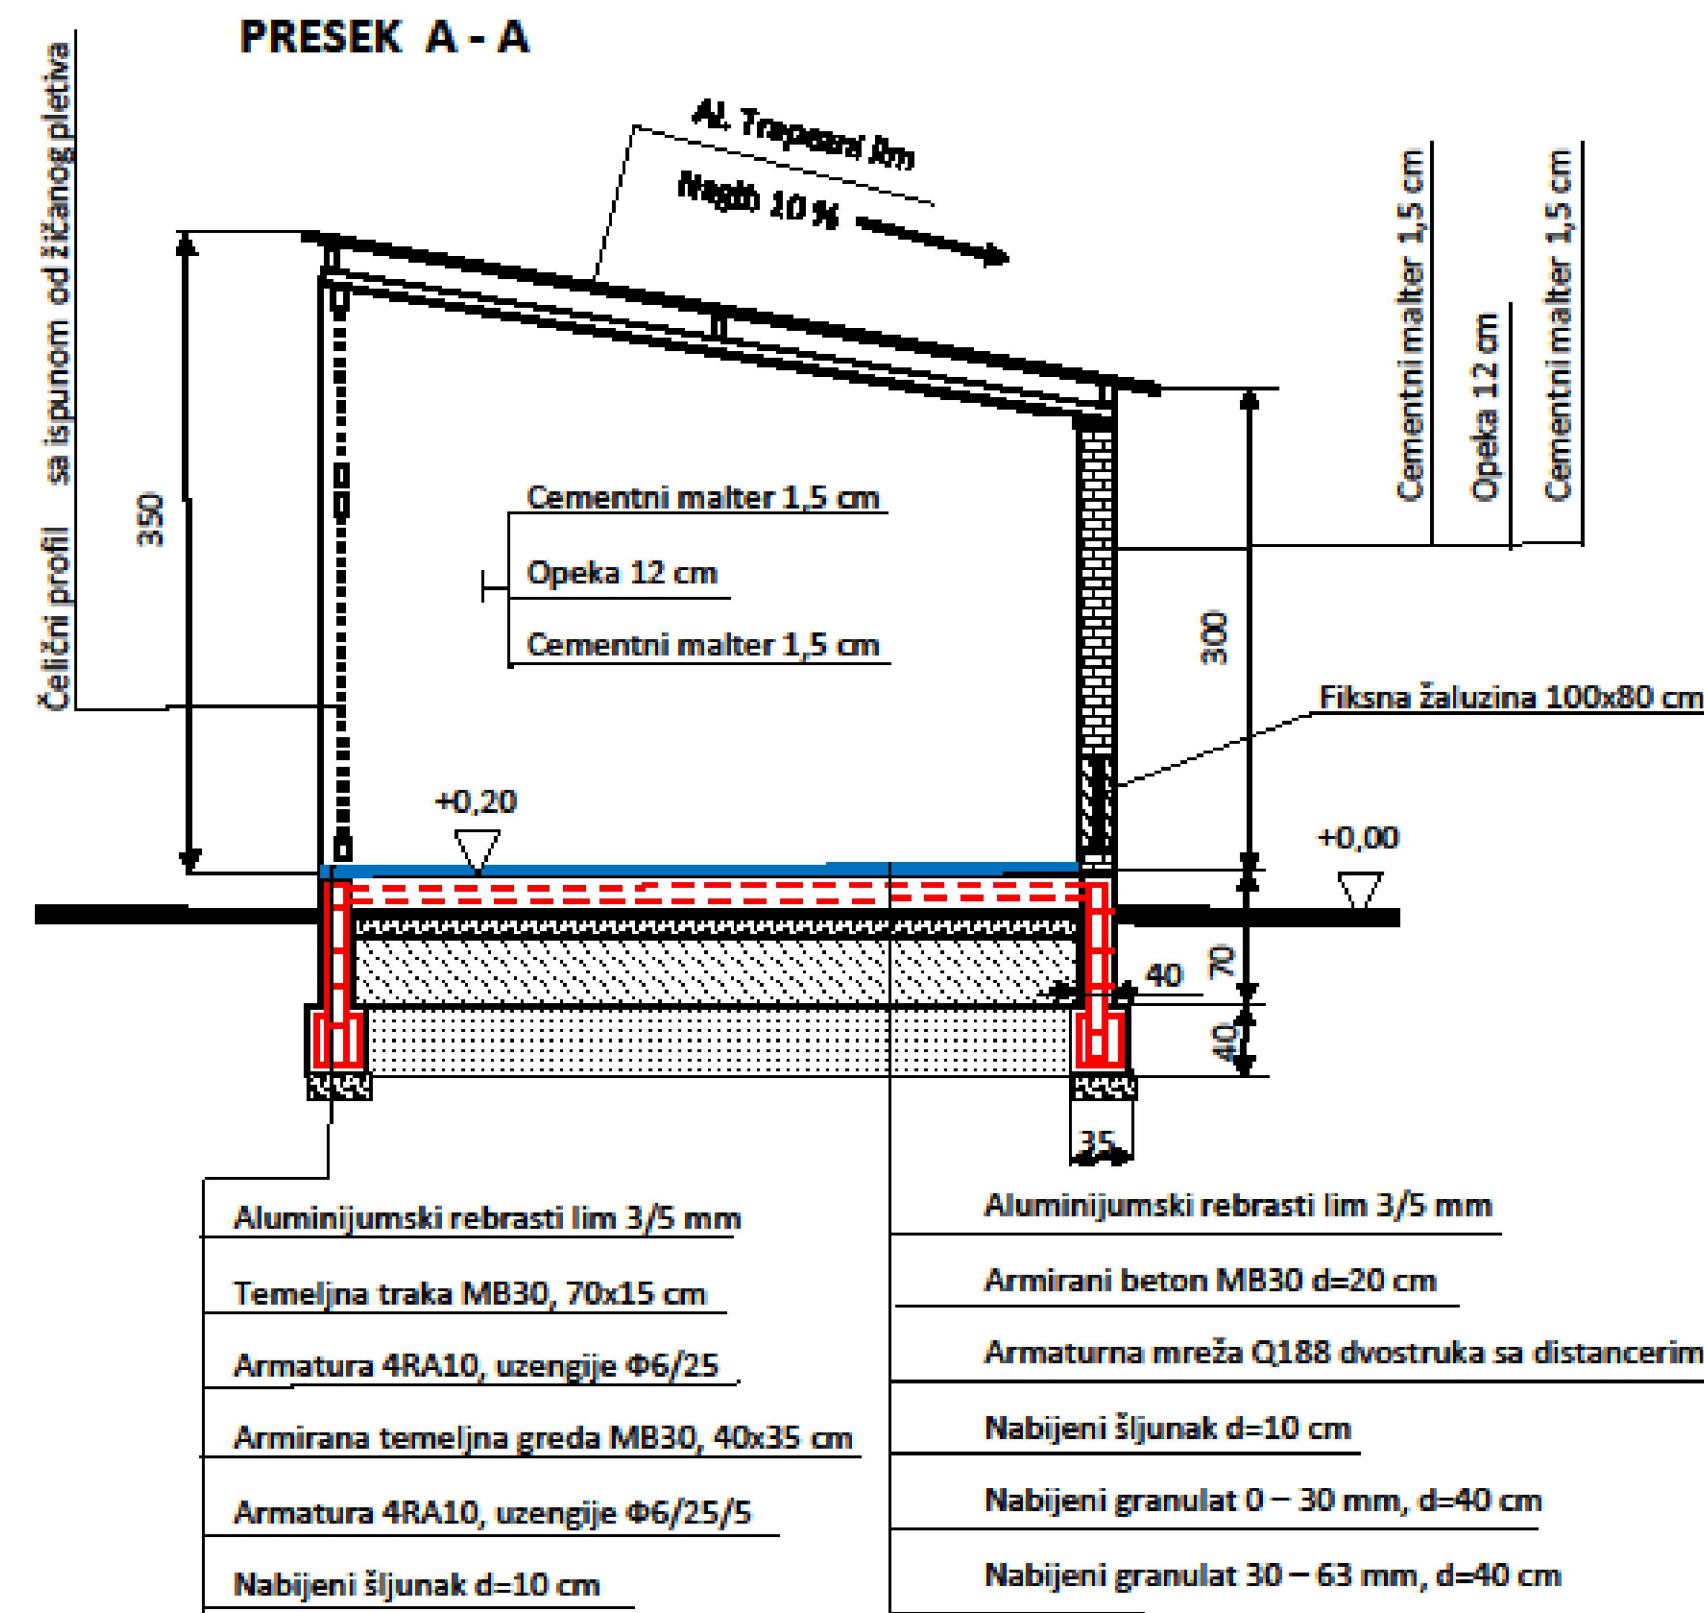 PRESEK A - A
Čelični profil sa ispunom od žičanog pletiva
Al. Trapezni lim
Nagib 10 %
Cementni malter 1,5 cm
Opeka 12 cm
Cementni malter 1,5 cm
350
Cementni malter 1,5 cm
Opeka 12 cm
Cementni malter 1,5 cm
300
Fiksna žaluzina 100x80 cm
+0,20
+0,00
40
70
40
35
Aluminijumski rebrasti lim 3/5 mm
Temeljna traka MB30, 70x15 cm
Armatura 4RA10, uzengije Φ6/25
Armirana temeljna greda MB30, 40x35 cm
Armatura 4RA10, uzengije Φ6/25/5
Nabijeni šljunak d=10 cm
Aluminijumski rebrasti lim 3/5 mm
Armirani beton MB30 d=20 cm
Armaturna mreža Q188 dvostruka sa distancerim
Nabijeni šljunak d=10 cm
Nabijeni granulat 0 – 30 mm, d=40 cm
Nabijeni granulat 30 – 63 mm, d=40 cm